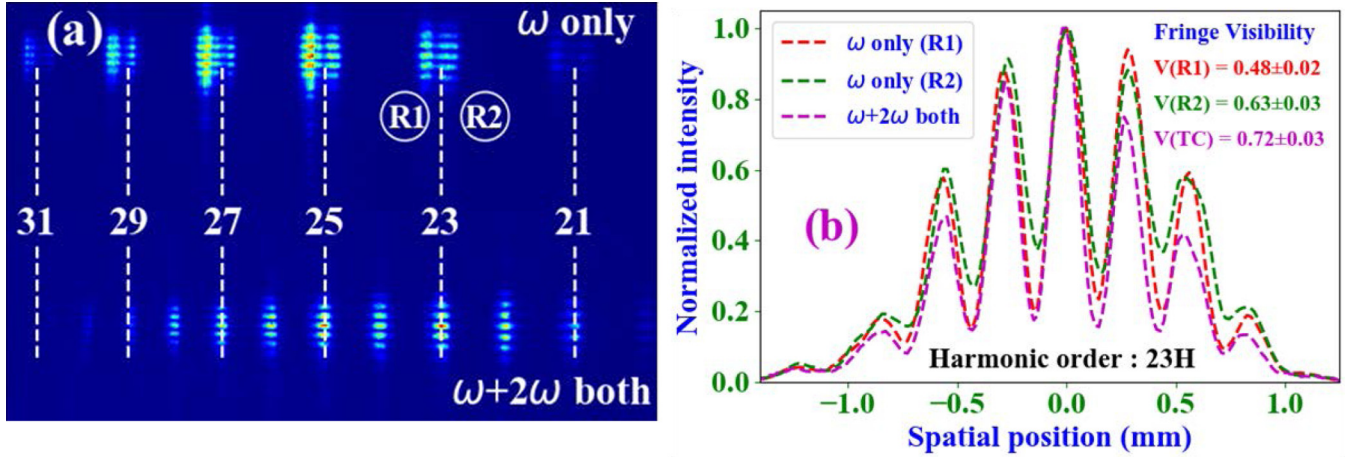 (a)
ω only
R1
R2
31
29
27
25
23
21
ω+2ω both
Normalized intensity
1.0
0.8
0.6
0.4
0.2
0.0
ω only (R1)
ω only (R2)
ω+2ω both
Fringe Visibility
V(R1) = 0.48±0.02
V(R2) = 0.63±0.03
V(TC) = 0.72±0.03
(b)
Harmonic order : 23H
−1.0
−0.5
0.0
0.5
1.0
Spatial position (mm)